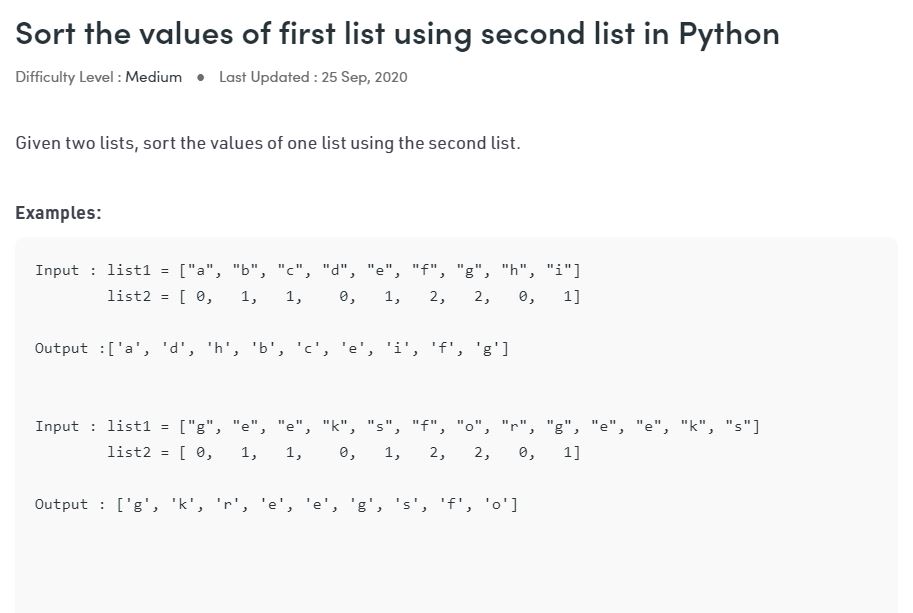 Sort the values of first list using second list in Python
Difficulty Level : Medium ● Last Updated : 25 Sep, 2020
Given two lists, sort the values of one list using the second list.
Examples:
Input : list1 = ["a", "b", "c", "d", "e", "f", "g", "h", "i"]
list2 = [ 0, 1, 1, 0, 1, 2, 2, 0, 1]
Output :['a', 'd', 'h', 'b', 'c', 'e', 'i', 'f', 'g']
Input : list1 = ["g", "e", "e", "k", "s", "f", "o", "r", "g", "e", "e", "k", "s"]
list2 = [ 0, 1, 1, 0, 1, 2, 2, 0, 1]
Output : ['g', 'k', 'r', 'e', 'e', 'g', 's', 'f', 'o']